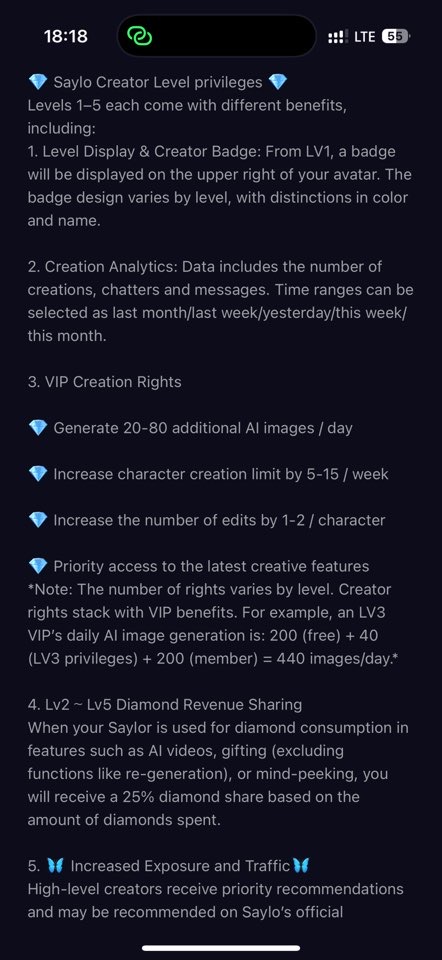 18:18 LTE 55
💎 Saylo Creator Level privileges 💎
Levels 1–5 each come with different benefits,
including:
1. Level Display & Creator Badge: From LV1, a badge
will be displayed on the upper right of your avatar. The
badge design varies by level, with distinctions in color
and name.
2. Creation Analytics: Data includes the number of
creations, chatters and messages. Time ranges can be
selected as last month/last week/yesterday/this week/
this month.
3. VIP Creation Rights
💎 Generate 20-80 additional AI images / day
💎 Increase character creation limit by 5-15 / week
💎 Increase the number of edits by 1-2 / character
💎 Priority access to the latest creative features
*Note: The number of rights varies by level. Creator
rights stack with VIP benefits. For example, an LV3
VIP's daily AI image generation is: 200 (free) + 40
(LV3 privileges) + 200 (member) = 440 images/day.*
4. Lv2 ~ Lv5 Diamond Revenue Sharing
When your Saylor is used for diamond consumption in
features such as AI videos, gifting (excluding
functions like re-generation), or mind-peeking, you
will receive a 25% diamond share based on the
amount of diamonds spent.
5. 🦋 Increased Exposure and Traffic🦋
High-level creators receive priority recommendations
and may be recommended on Saylo's official